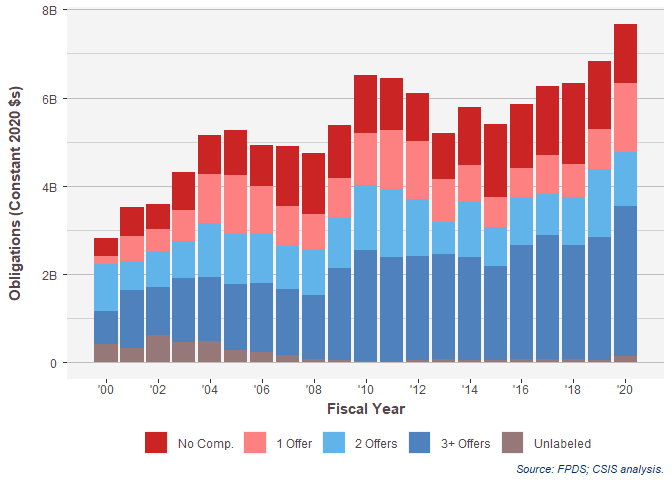 Obligations (Constant 2020 $s)
8B
6B
4B
2B
0
'00 '02 '04 '06 '08 '10 '12 '14 '16 '18 '20
Fiscal Year
No Comp. 1 Offer 2 Offers 3+ Offers Unlabeled
Source: FPDS; CSIS analysis.